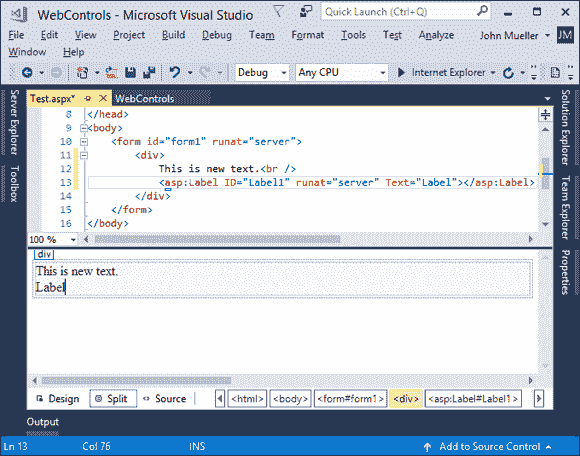 WebControls - Microsoft Visual Studio
Quick Launch (Ctrl+Q)
File Edit View Project Build Debug Team Format Tools Test Analyze John Mueller JM
Window Help
Debug Any CPU Internet Explorer
Server Explorer
Toolbox
Test.aspx* WebControls
8 </head>
9 <body>
10 <form id="form1" runat="server">
11 <div>
12 This is new text.<br />
13 <asp:Label ID="Label1" runat="server" Text="Label"></asp:Label>
14 </div>
15 </form>
16 </body>
100 %
div
This is new text.
Label
Design Split Source <html> <body> <form#form1> <div> <asp:Label#Label1>
Solution Explorer
Team Explorer
Properties
Output
Ln 13 Col 76 INS Add to Source Control